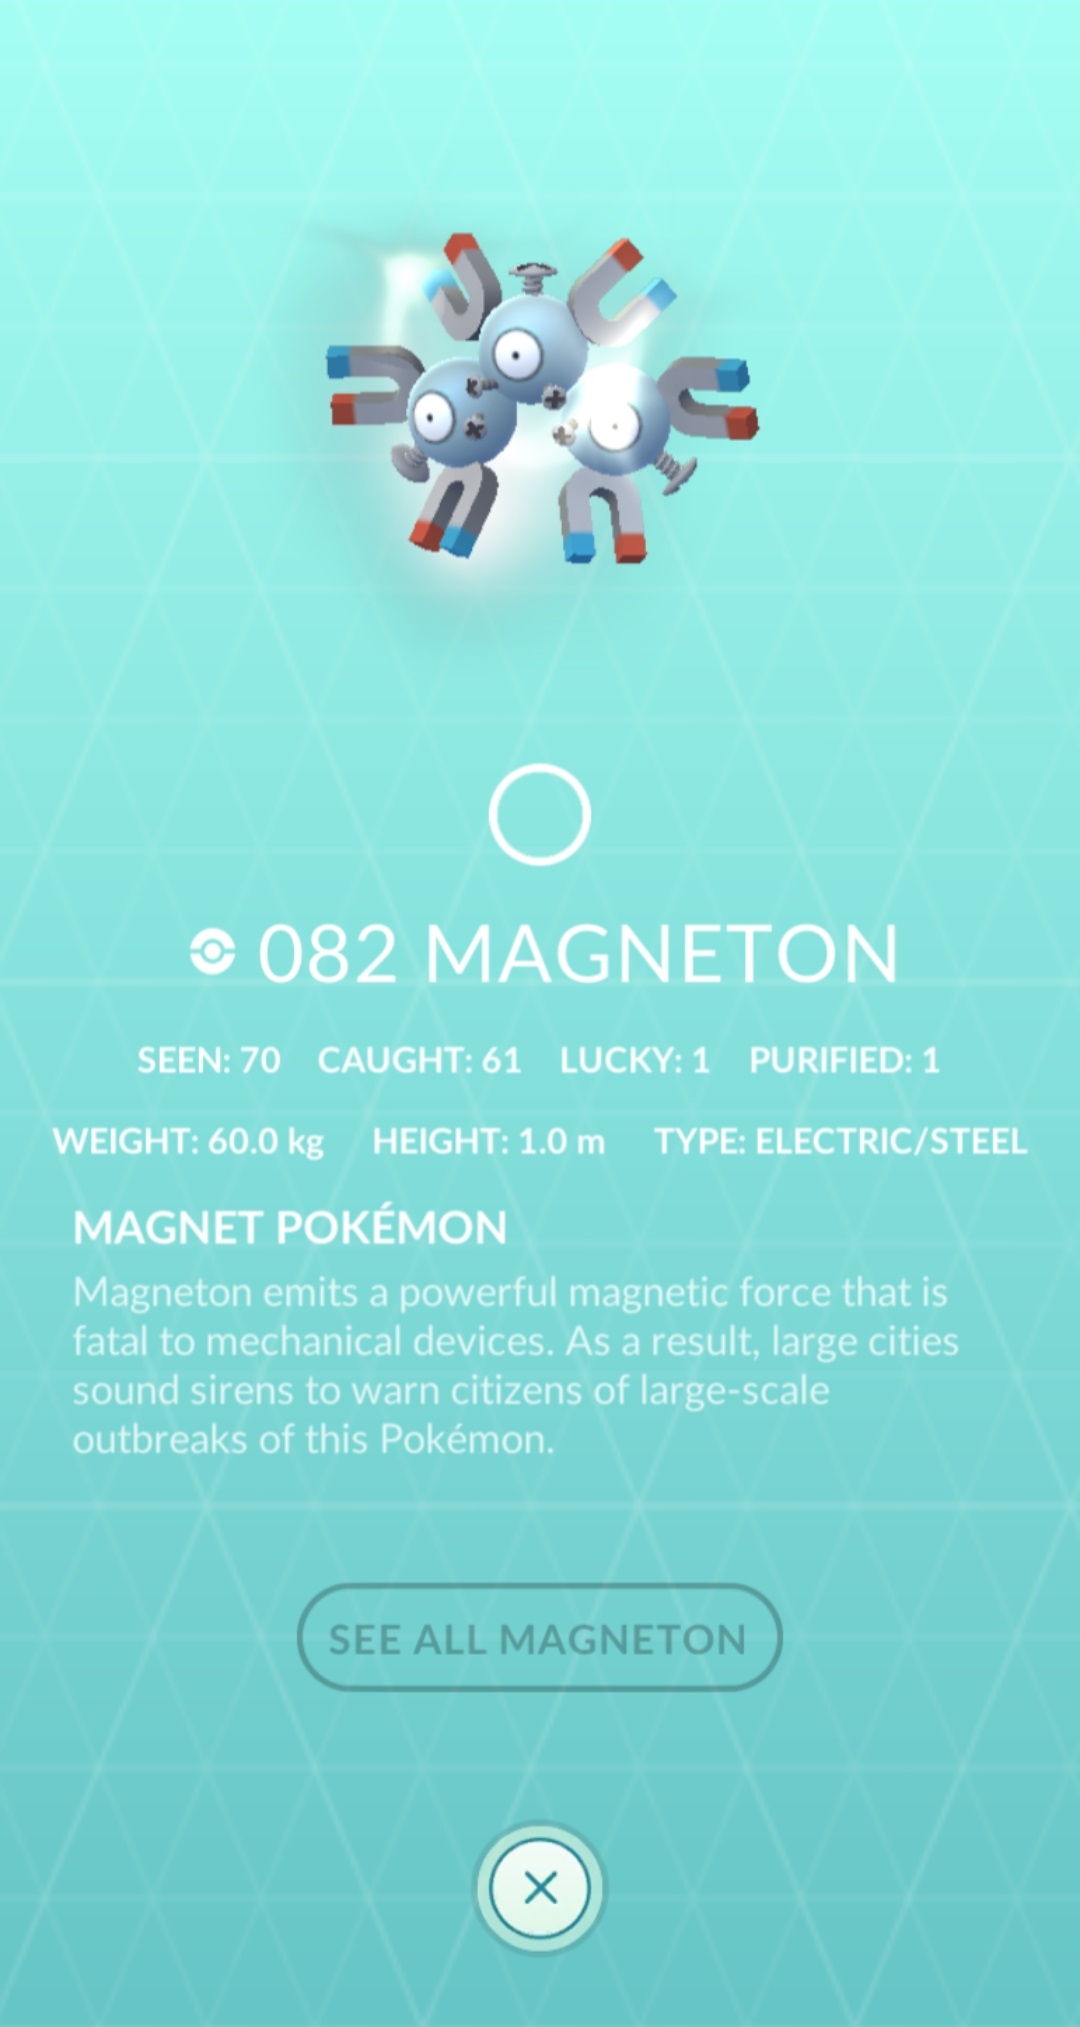 082 MAGNETON
SEEN: 70 CAUGHT: 61 LUCKY: 1 PURIFIED: 1
WEIGHT: 60.0 kg HEIGHT: 1.0 m TYPE: ELECTRIC/STEEL
MAGNET POKÉMON
Magneton emits a powerful magnetic force that is
fatal to mechanical devices. As a result, large cities
sound sirens to warn citizens of large-scale
outbreaks of this Pokémon.
SEE ALL MAGNETON